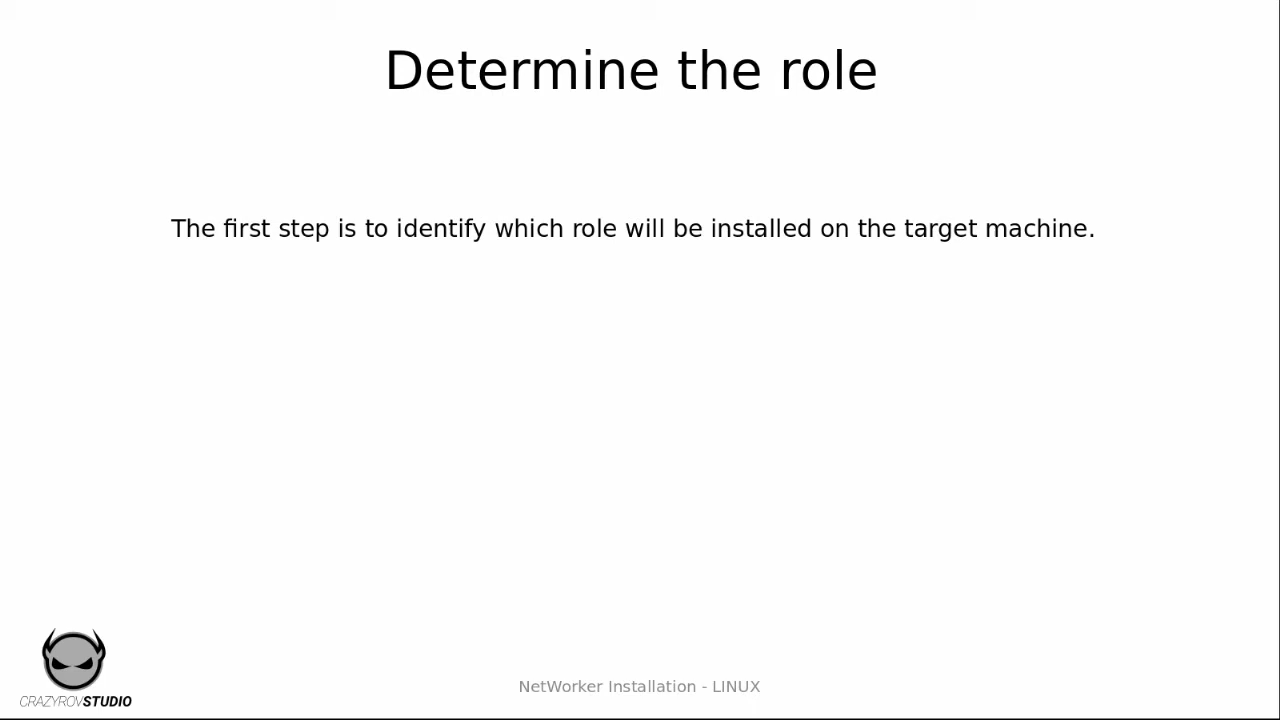 Determine the role
The first step is to identify which role will be installed on the target machine.
CRAZYROVSTUDIO
NetWorker Installation - LINUX